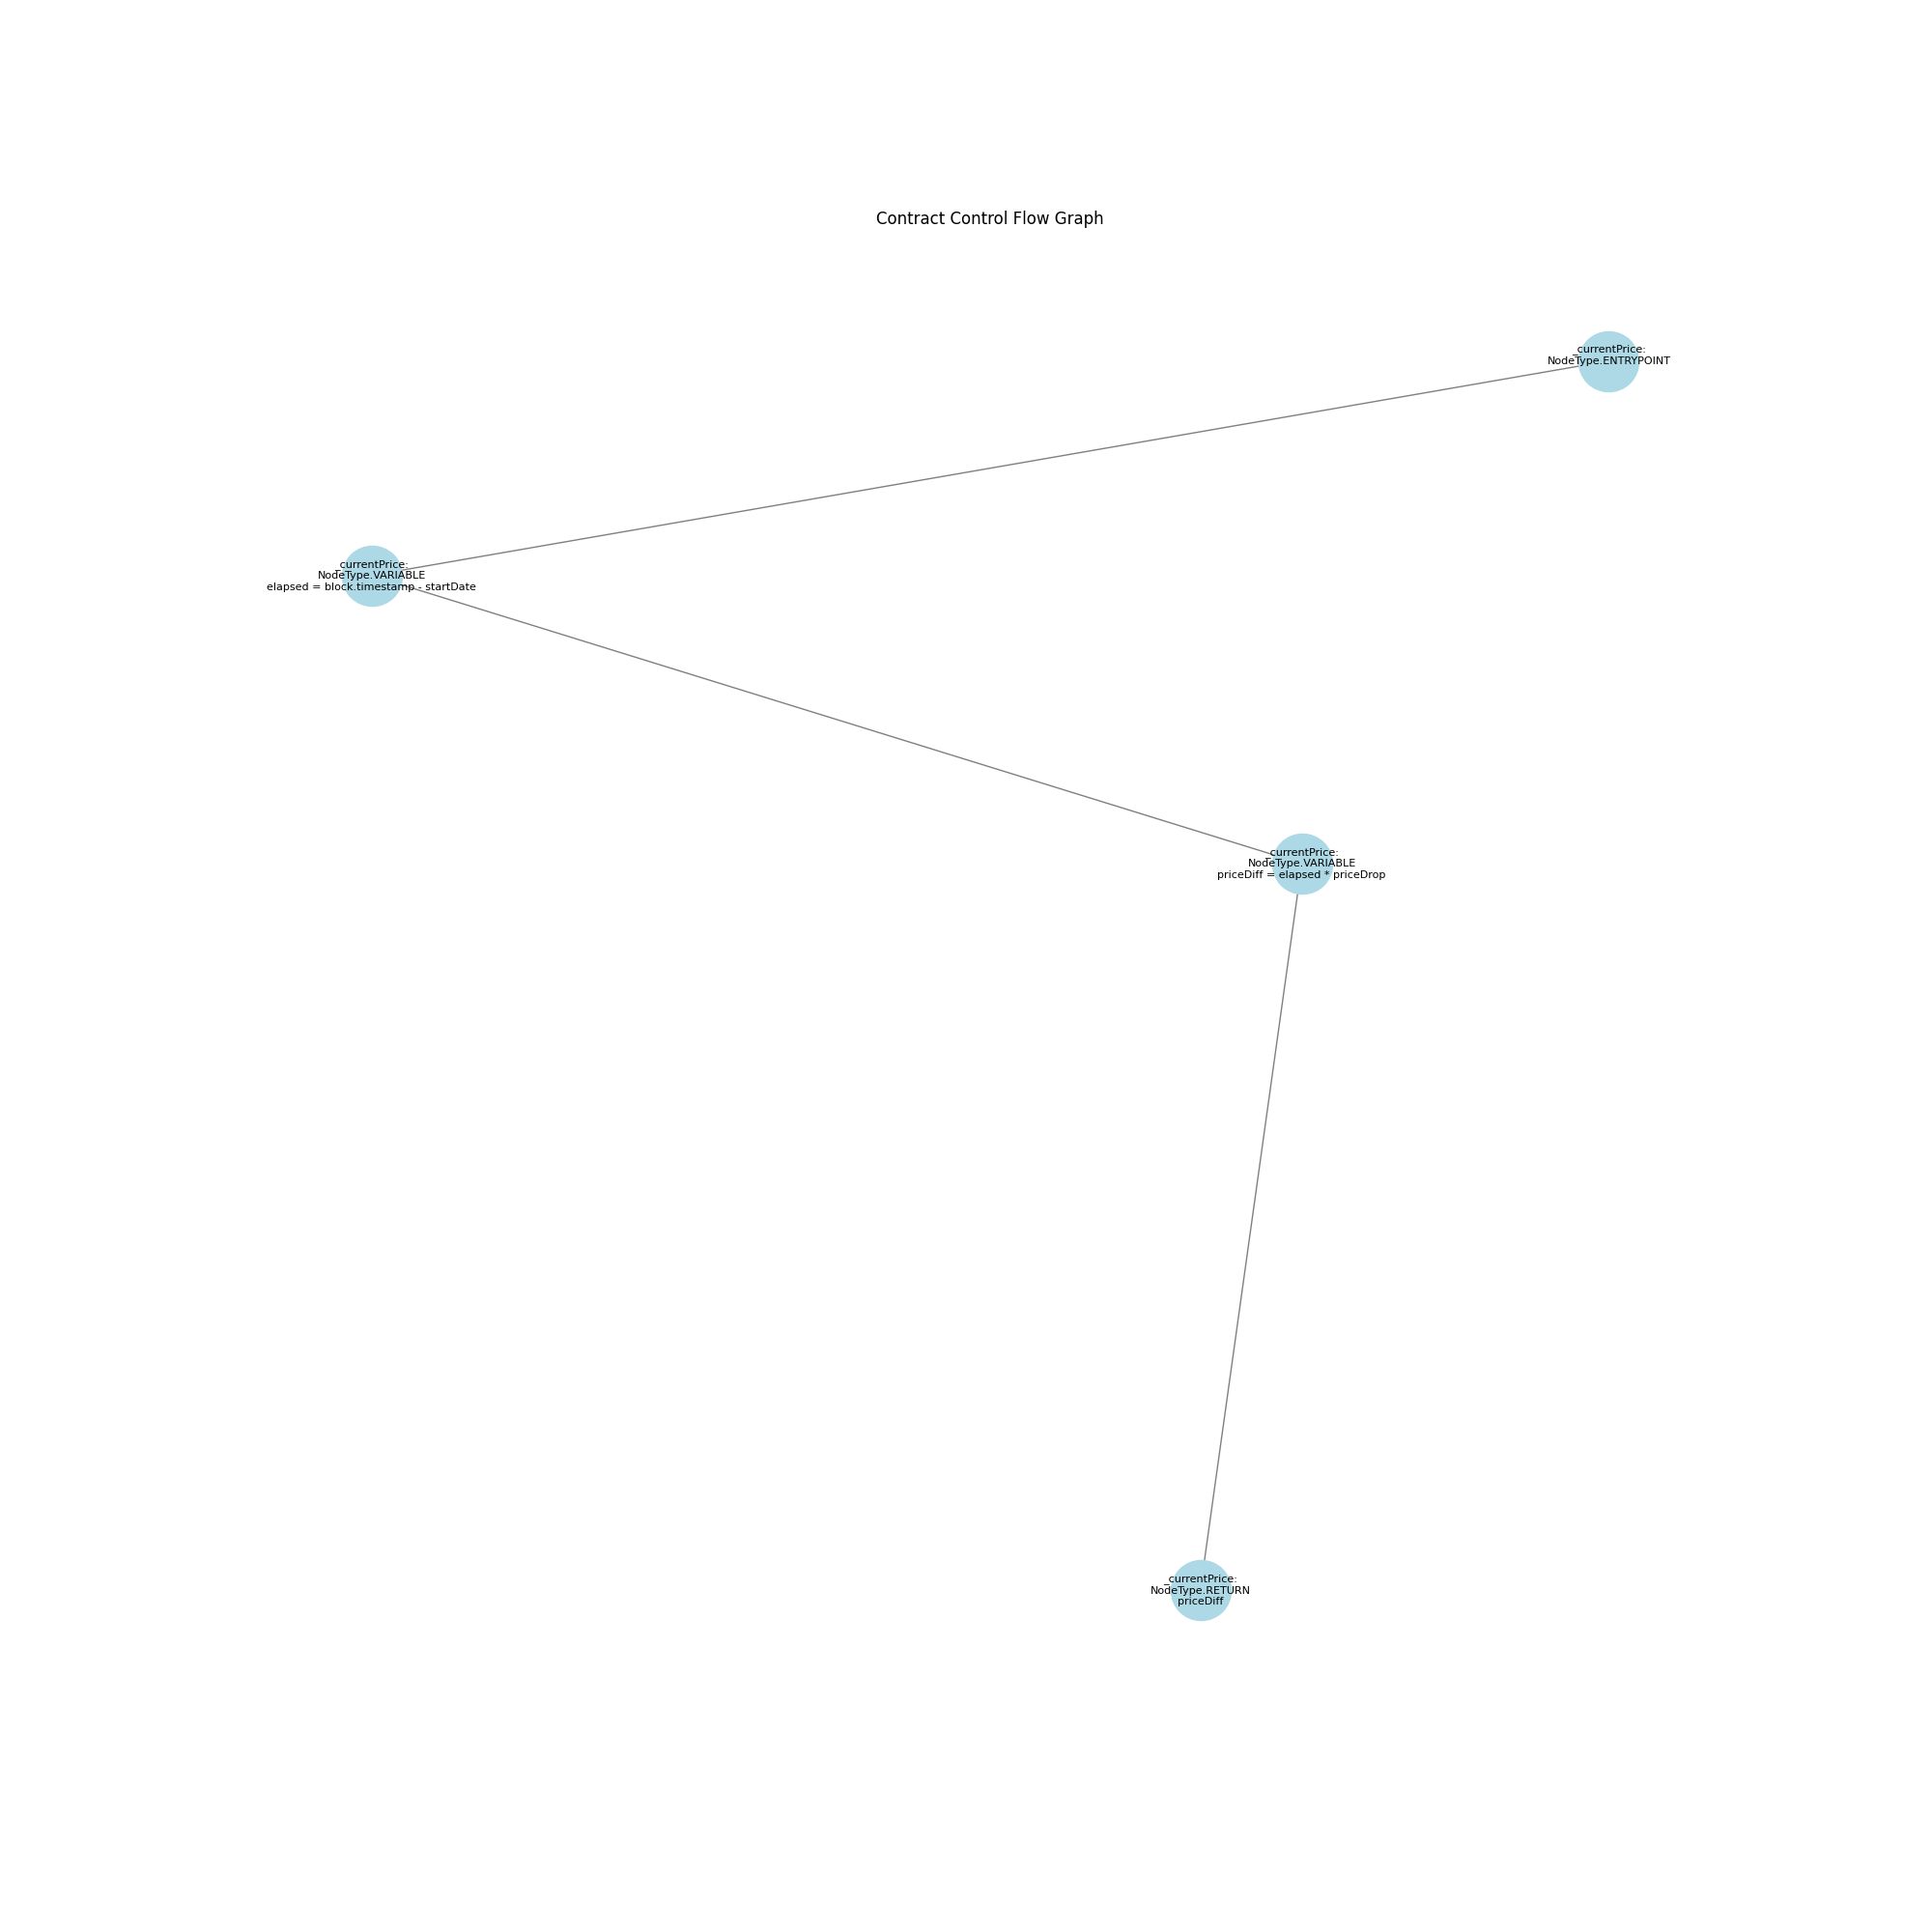 Contract Control Flow Graph
_currentPrice:
NodeType.ENTRYPOINT
_currentPrice:
NodeType.VARIABLE
elapsed = block.timestamp - startDate
_currentPrice:
NodeType.VARIABLE
priceDiff = elapsed * priceDrop
_currentPrice:
NodeType.RETURN
priceDiff